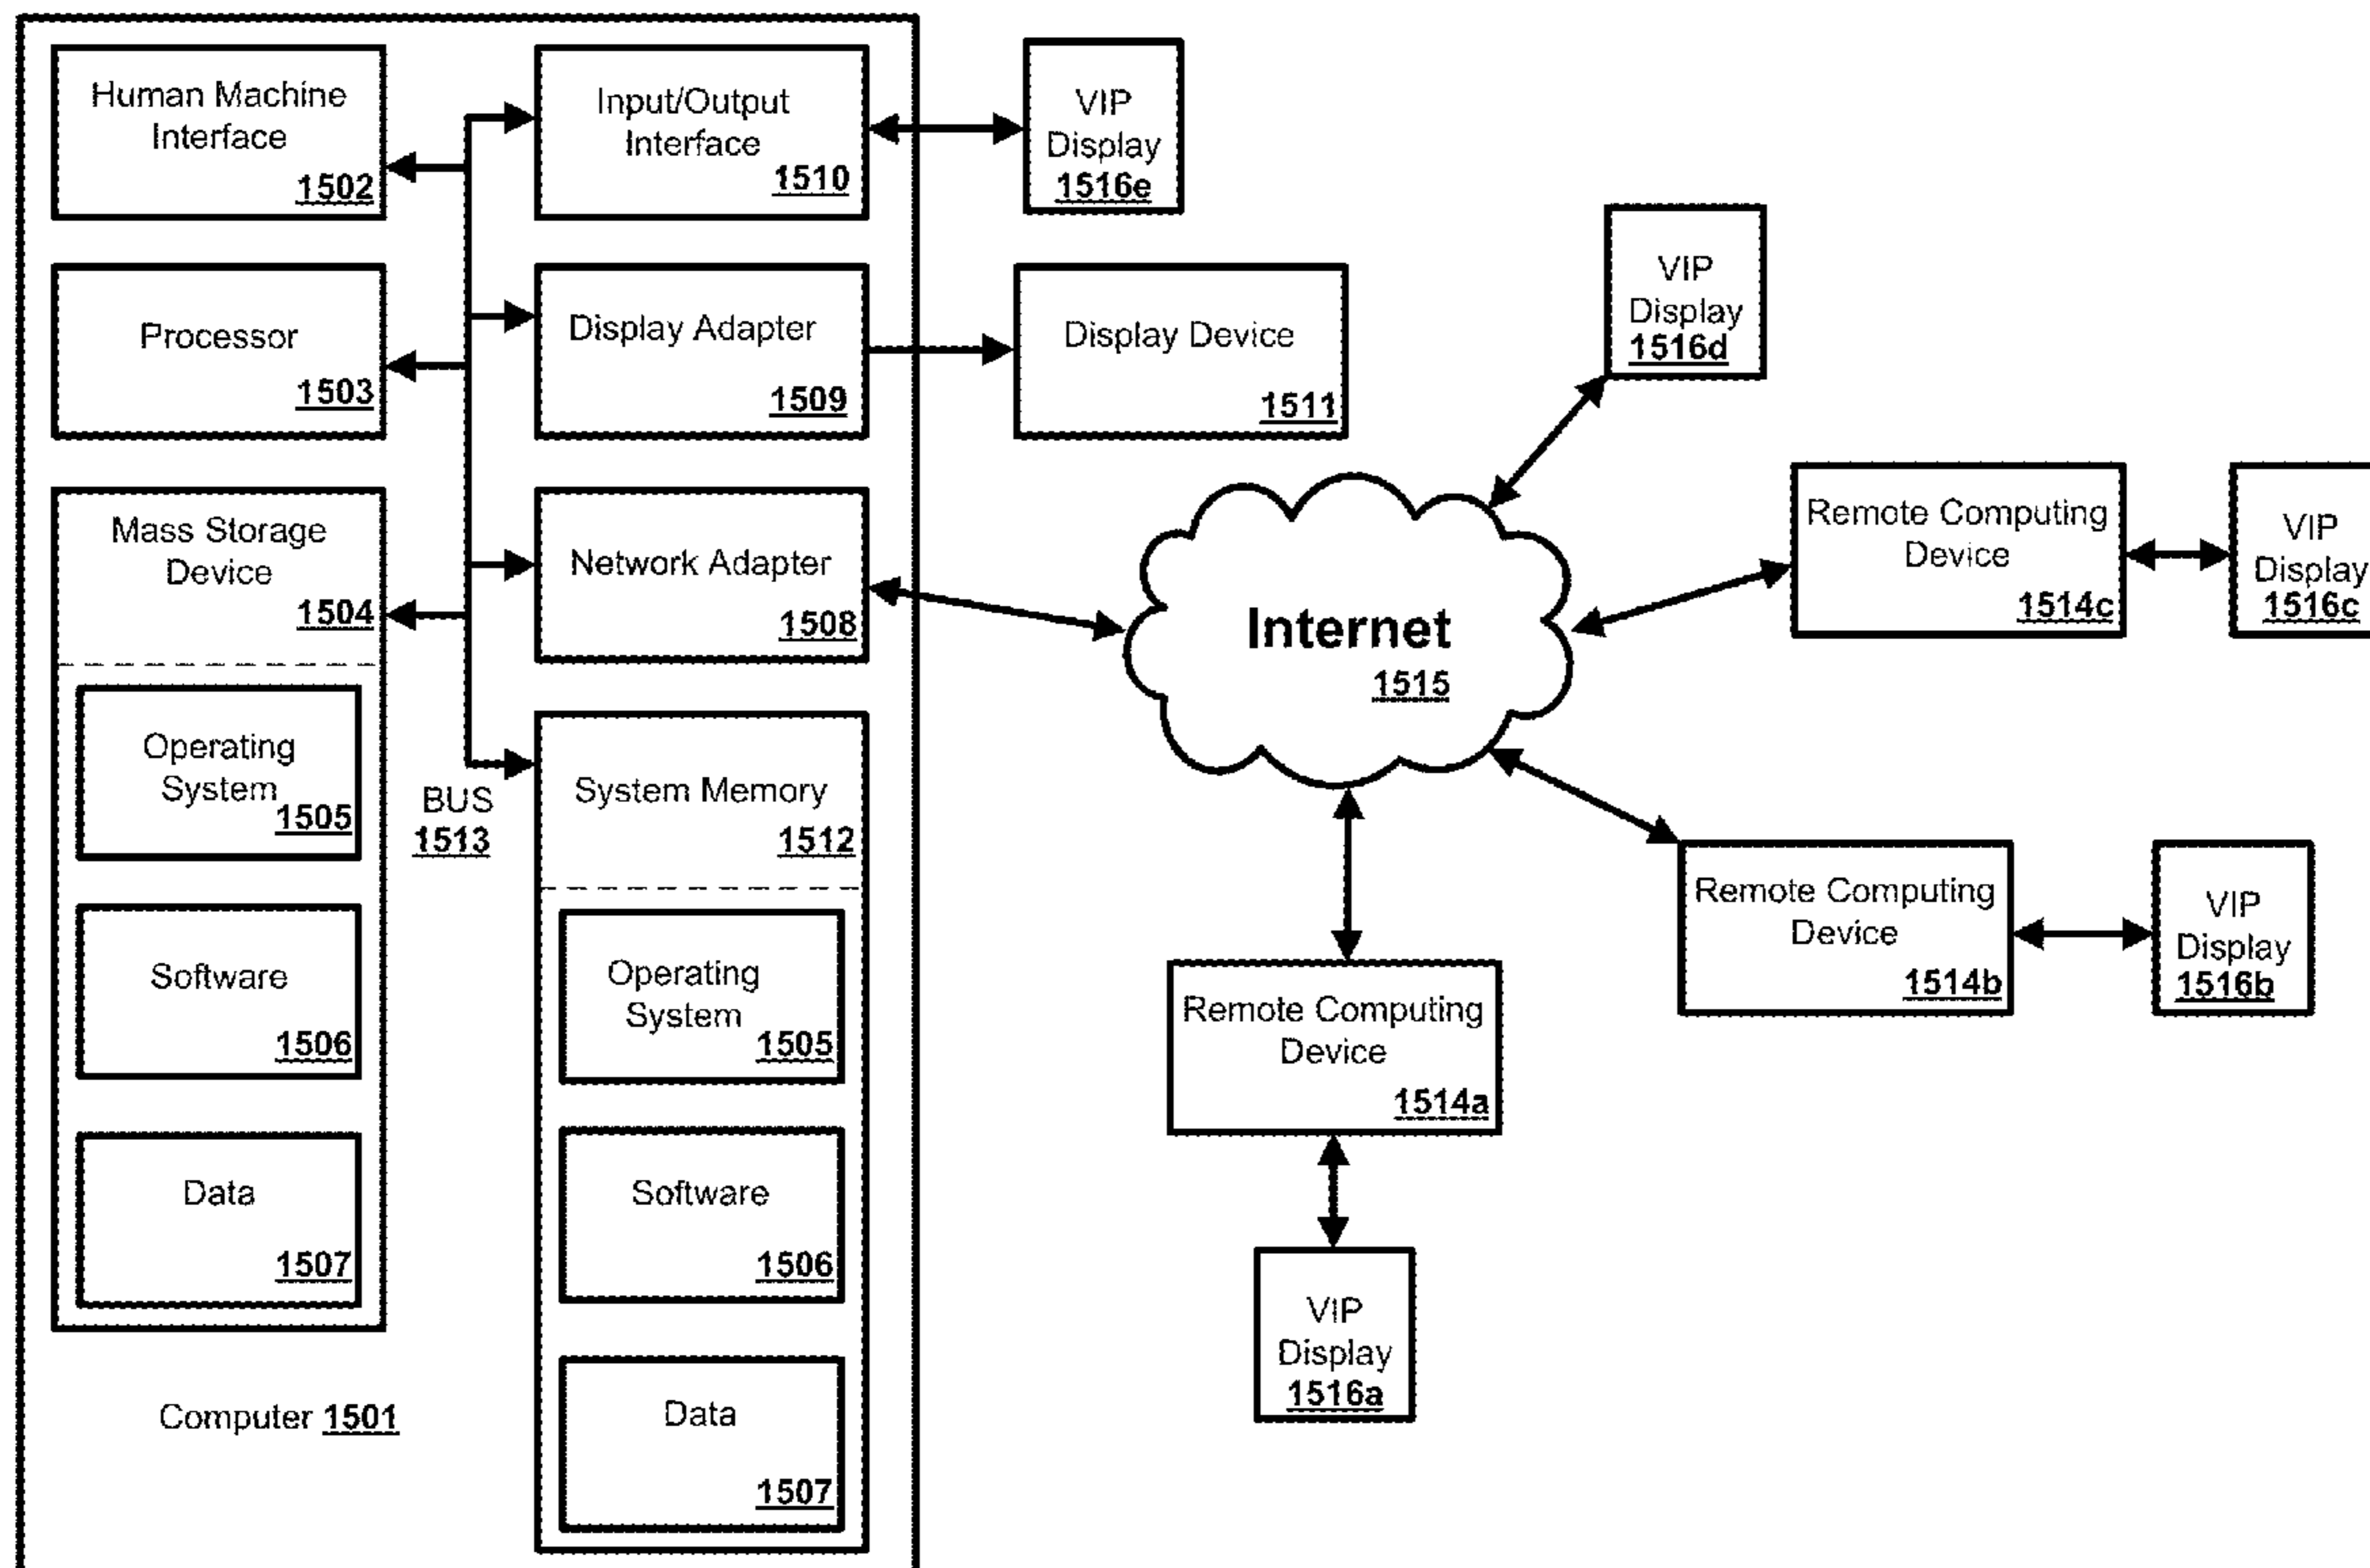 Human Machine
Interface
1502
Input/Output
Interface
1510
VIP
Display
1516e
Processor
1503
Display Adapter
1509
Display Device
1511
VIP
Display
1516d
Mass Storage
Device
1504
Network Adapter
1508
Internet
1515
Remote Computing
Device
1514c
VIP
Display
1516c
Operating
System
1505
BUS
1513
System Memory
1512
Remote Computing
Device
1514b
VIP
Display
1516b
Software
1506
Operating
System
1505
Remote Computing
Device
1514a
Data
1507
Software
1506
VIP
Display
1516a
Computer 1501
Data
1507